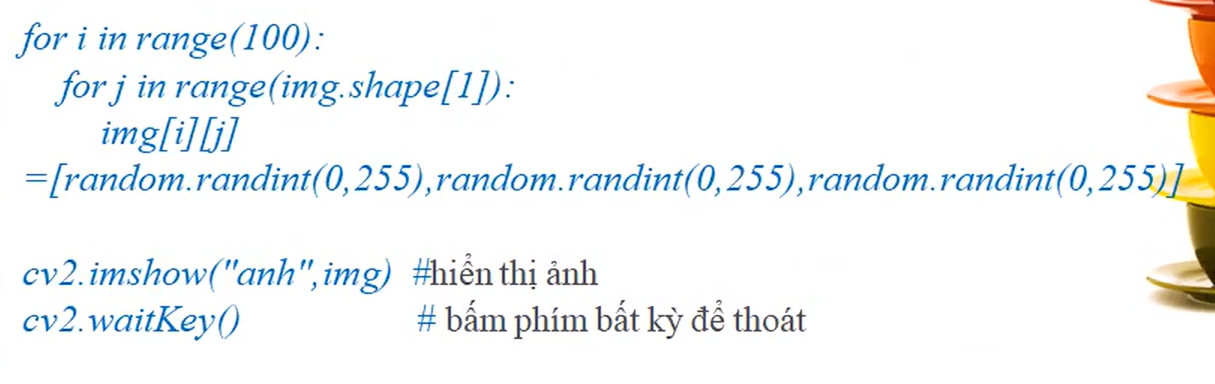 for i in range(100):
for j in range(img.shape[1]):
img[i][j]
=[random.randint(0,255),random.randint(0,255),random.randint(0,255)]
cv2.imshow("anh",img) #hiển thị ảnh
cv2.waitKey() # bấm phím bất kỳ để thoát